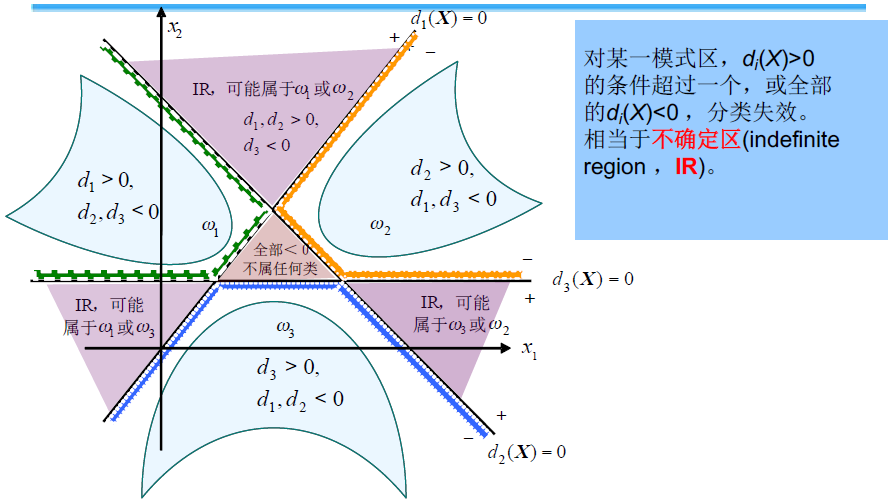 x₂
d₁(X) = 0
+
−
IR，可能属于ω₁或ω₂
d₁, d₂ > 0,
d₃ < 0
d₁ > 0,
d₂, d₃ < 0
ω₁
d₂ > 0,
d₁, d₃ < 0
ω₂
全部< 0
不属任何类
−
d₃(X) = 0
+
IR，可能
属于ω₁或ω₃
IR，可能
属于ω₃或ω₂
ω₃
x₁
d₃ > 0,
d₁, d₂ < 0
+
−
d₂(X) = 0
对某一模式区，dᵢ(X)>0
的条件超过一个，或全部
的dᵢ(X)<0 ，分类失效。
相当于不确定区(indefinite
region ，IR)。